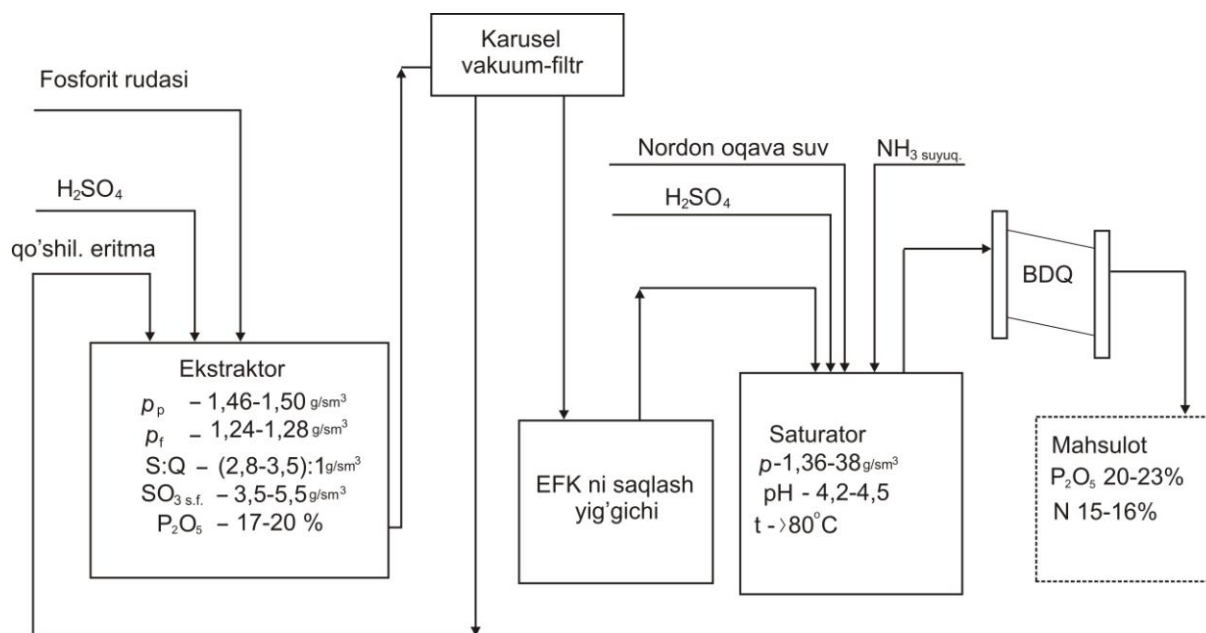 Karusel
vakuum-filtr
Fosforit rudasi
H₂SO₄
qo'shil. eritma
Nordon oqava suv
NH₃ suyuq.
H₂SO₄
BDQ
Ekstraktor
pₚ – 1,46-1,50 g/sm³
p_f – 1,24-1,28 g/sm³
S:Q – (2,8-3,5):1 g/sm³
SO₃ s.f. – 3,5-5,5 g/sm³
P₂O₅ – 17-20 %
EFK ni saqlash
yig'gichi
Saturator
p-1,36-38 g/sm³
pH - 4,2-4,5
t - >80°C
Mahsulot
P₂O₅ 20-23%
N 15-16%